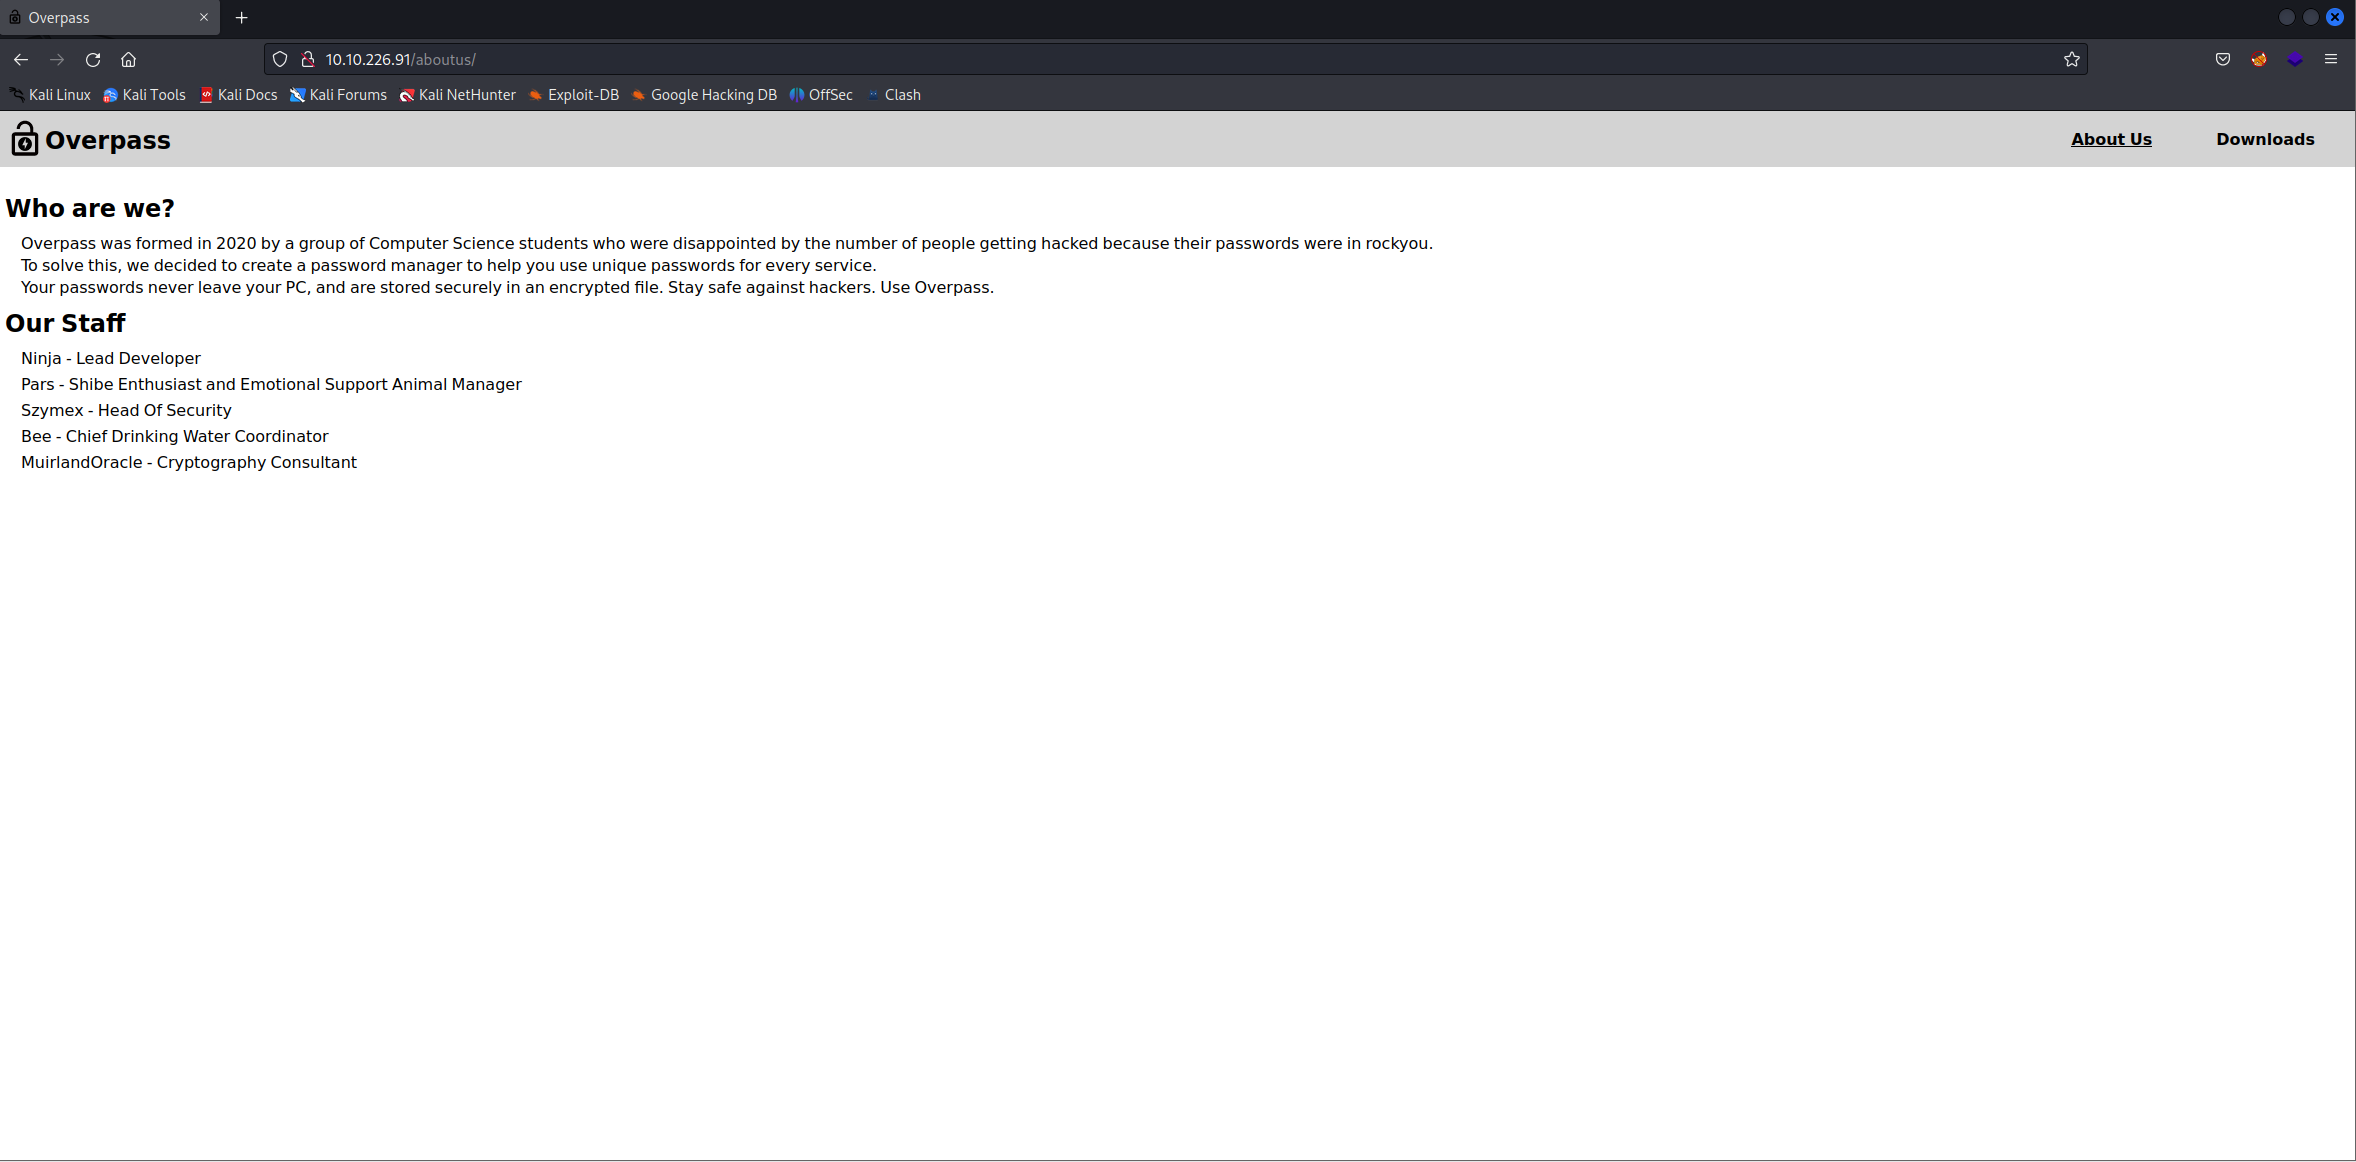 Overpass
10.10.226.91/aboutus/
Kali Linux Kali Tools Kali Docs Kali Forums Kali NetHunter Exploit-DB Google Hacking DB OffSec Clash
Overpass About Us Downloads
Who are we?
Overpass was formed in 2020 by a group of Computer Science students who were disappointed by the number of people getting hacked because their passwords were in rockyou.
To solve this, we decided to create a password manager to help you use unique passwords for every service.
Your passwords never leave your PC, and are stored securely in an encrypted file. Stay safe against hackers. Use Overpass.
Our Staff
Ninja - Lead Developer
Pars - Shibe Enthusiast and Emotional Support Animal Manager
Szymex - Head Of Security
Bee - Chief Drinking Water Coordinator
MuirlandOracle - Cryptography Consultant